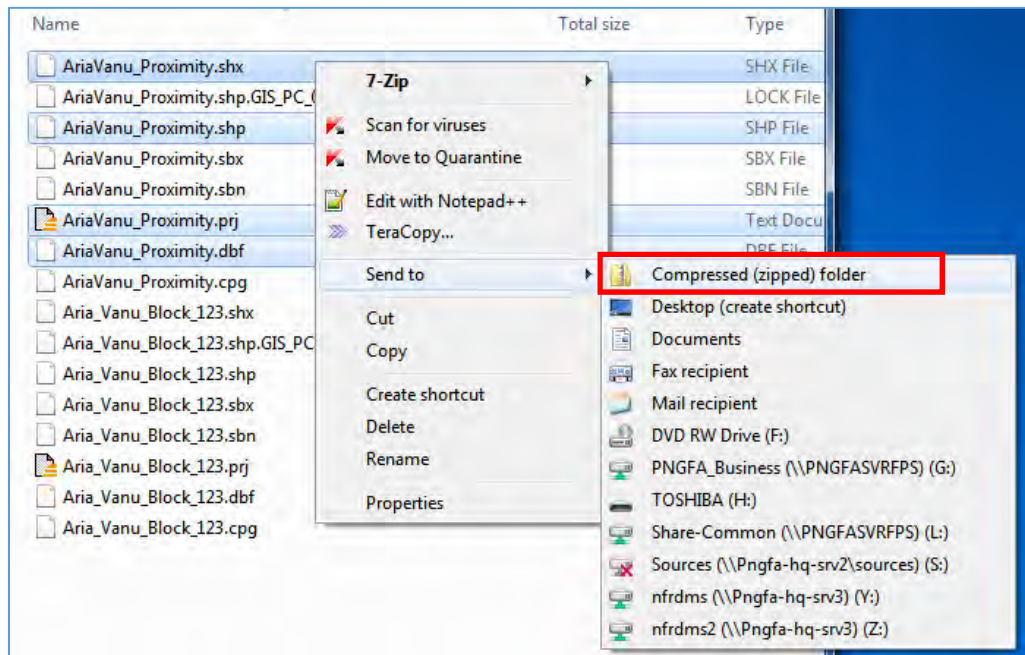 Name Total size Type
AriaVanu_Proximity.shx SHX File
AriaVanu_Proximity.shp.GIS_PC_ LOCK File
AriaVanu_Proximity.shp SHP File
AriaVanu_Proximity.sbx SBX File
AriaVanu_Proximity.sbn SBN File
AriaVanu_Proximity.prj Text Docu
AriaVanu_Proximity.dbf DBF File
AriaVanu_Proximity.cpg
Aria_Vanu_Block_123.shx
Aria_Vanu_Block_123.shp.GIS_PC
Aria_Vanu_Block_123.shp
Aria_Vanu_Block_123.sbx
Aria_Vanu_Block_123.sbn
Aria_Vanu_Block_123.prj
Aria_Vanu_Block_123.dbf
Aria_Vanu_Block_123.cpg
7-Zip
Scan for viruses
Move to Quarantine
Edit with Notepad++
TeraCopy...
Send to
Cut
Copy
Create shortcut
Delete
Rename
Properties
Compressed (zipped) folder
Desktop (create shortcut)
Documents
Fax recipient
Mail recipient
DVD RW Drive (F:)
PNGFA_Business (\\PNGFASVRFPS) (G:)
TOSHIBA (H:)
Share-Common (\\PNGFASVRFPS) (L:)
Sources (\\Pngfa-hq-srv2\sources) (S:)
nfrdms (\\Pngfa-hq-srv3) (Y:)
nfrdms2 (\\Pngfa-hq-srv3) (Z:)